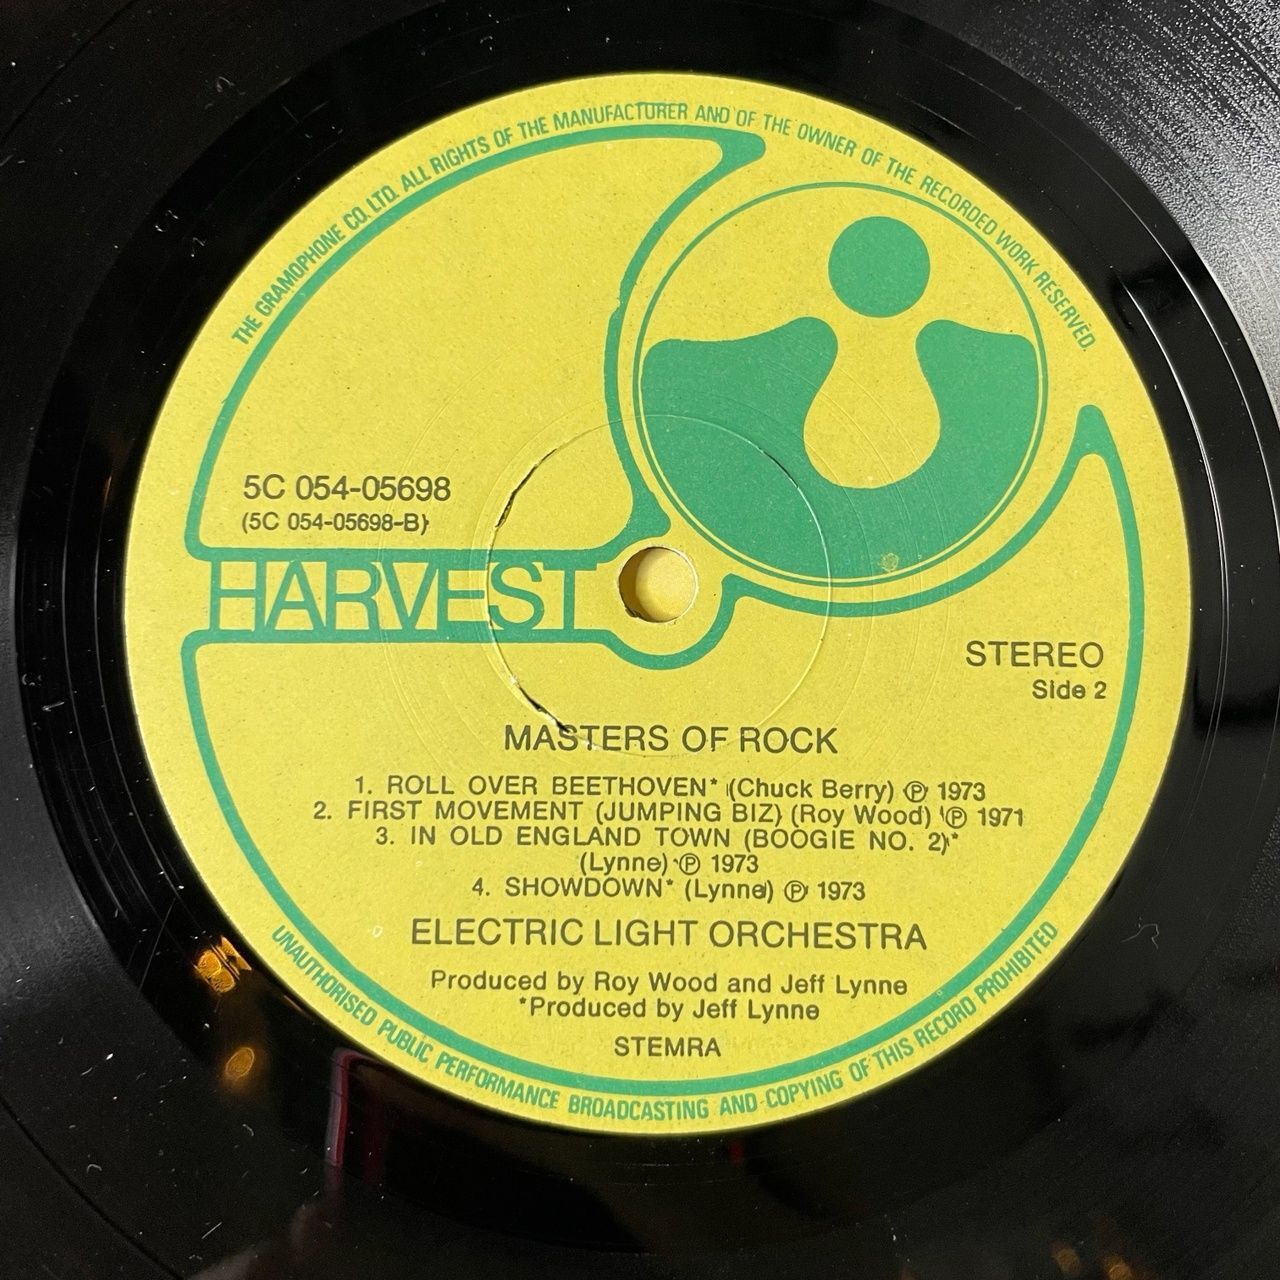 THE GRAMOPHONE CO. LTD. ALL RIGHTS OF THE MANUFACTURER AND OF THE OWNER OF THE RECORDED WORK RESERVED.
5C 054-05698
(5C 054-05698-B)
HARVEST
STEREO
Side 2
MASTERS OF ROCK
1. ROLL OVER BEETHOVEN* (Chuck Berry) ℗ 1973
2. FIRST MOVEMENT (JUMPING BIZ) (Roy Wood) ℗ 1971
3. IN OLD ENGLAND TOWN (BOOGIE NO. 2)*
(Lynne) ℗ 1973
4. SHOWDOWN* (Lynne) ℗ 1973
ELECTRIC LIGHT ORCHESTRA
Produced by Roy Wood and Jeff Lynne
*Produced by Jeff Lynne
STEMRA
UNAUTHORISED PUBLIC PERFORMANCE BROADCASTING AND COPYING OF THIS RECORD PROHIBITED